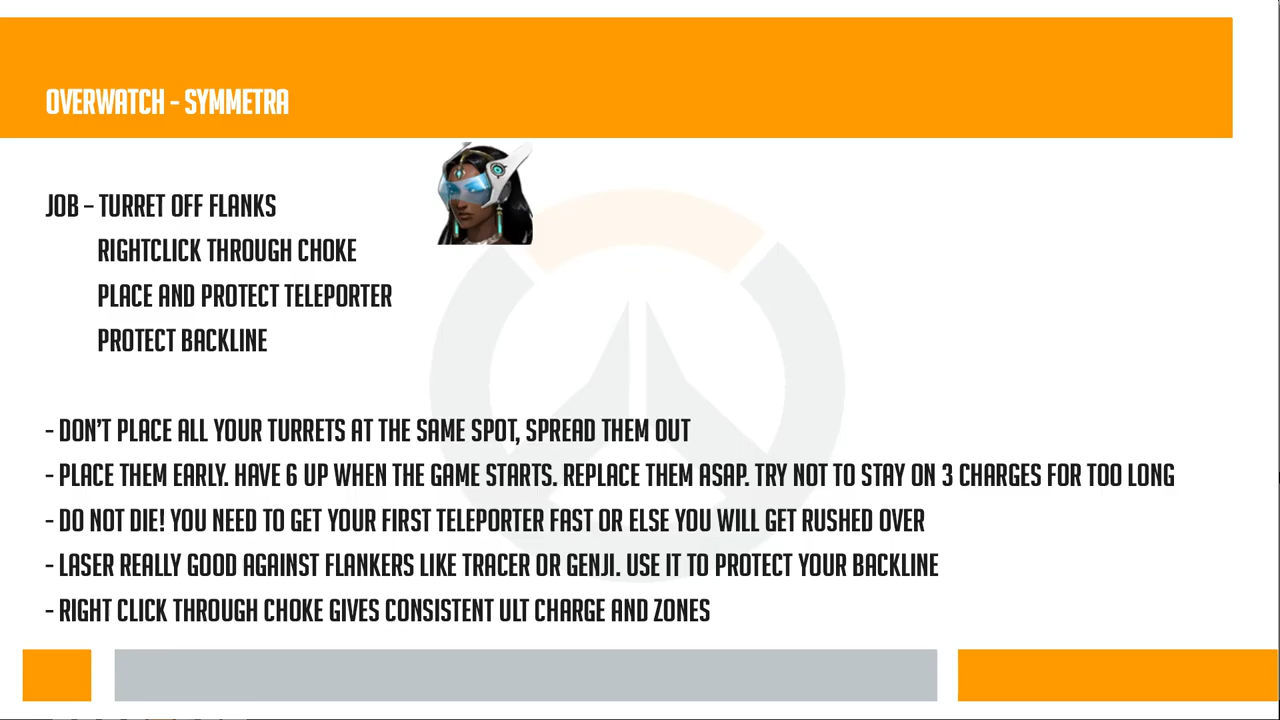 OVERWATCH - SYMMETRA
JOB – TURRET OFF FLANKS
RIGHTCLICK THROUGH CHOKE
PLACE AND PROTECT TELEPORTER
PROTECT BACKLINE
- DON'T PLACE ALL YOUR TURRETS AT THE SAME SPOT, SPREAD THEM OUT
- PLACE THEM EARLY. HAVE 6 UP WHEN THE GAME STARTS. REPLACE THEM ASAP. TRY NOT TO STAY ON 3 CHARGES FOR TOO LONG
- DO NOT DIE! YOU NEED TO GET YOUR FIRST TELEPORTER FAST OR ELSE YOU WILL GET RUSHED OVER
- LASER REALLY GOOD AGAINST FLANKERS LIKE TRACER OR GENJI. USE IT TO PROTECT YOUR BACKLINE
- RIGHT CLICK THROUGH CHOKE GIVES CONSISTENT ULT CHARGE AND ZONES